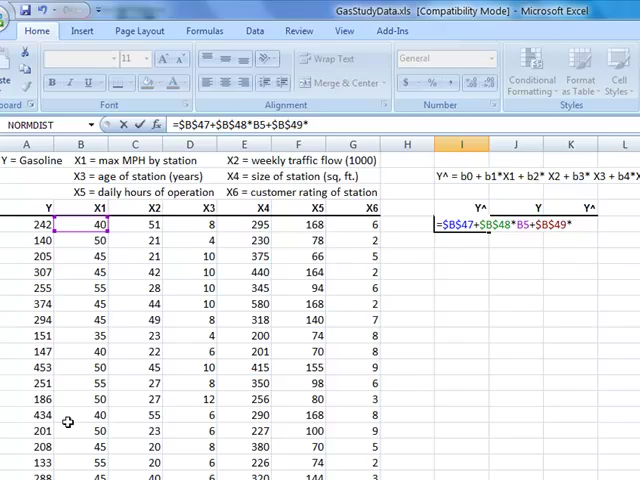 GasStudyData.xls [Compatibility Mode] - Microsoft Excel
Home Insert Page Layout Formulas Data Review View Add-Ins
11 A A General
Conditional Format Cell
Merge & Center $ % , Formatting as Table Styles
Clipboard Font Alignment Number Styles
NORMDIST fx =$B$47+$B$48*B5+$B$49*
A B C D E F G H I J K L
Y = Gasoline X1 = max MPH by station X2 = weekly traffic flow (1000)
X3 = age of station (years) X4 = size of station (sq, ft.) Y^ = b0 + b1*X1 + b2* X2 + b3* X3 + b4*X
X5 = daily hours of operation X6 = customer rating of station
Y X1 X2 X3 X4 X5 X6 Y^ Y Y^
242 40 51 8 295 168 6 =$B$47+$B$48*B5+$B$49*
140 50 21 4 230 78 2
205 45 21 10 375 66 5
307 45 42 10 440 164 2
255 55 28 10 345 94 6
374 45 44 10 580 168 2
294 45 49 8 318 140 7
151 35 23 4 200 74 8
147 40 22 6 201 70 8
453 50 45 10 415 155 9
251 55 27 8 350 98 6
186 50 27 12 256 80 3
434 40 55 6 290 168 8
201 50 23 6 227 100 9
208 45 20 8 380 70 5
133 55 20 6 226 74 2
288 45 40 6 320 144 3